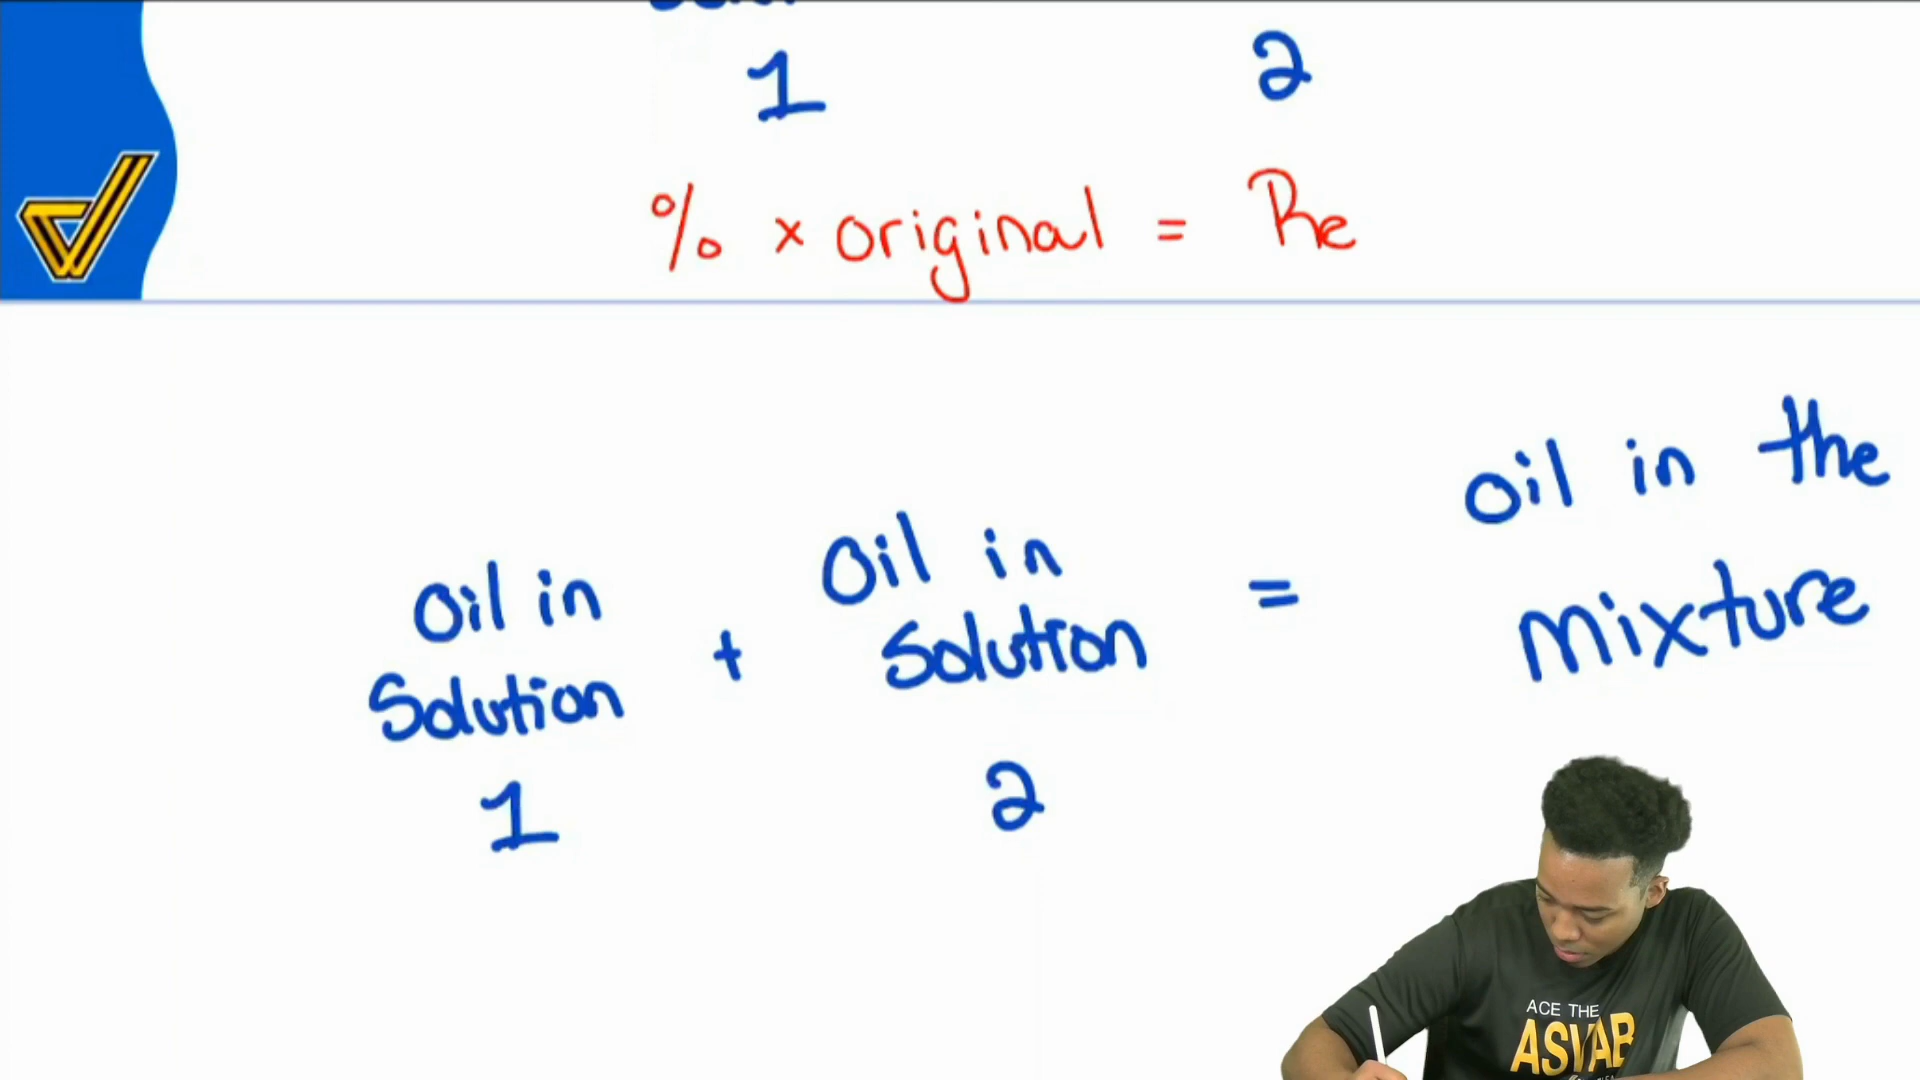 1 2
% x original = Re
Oil in the
mixture
Oil in
Solution
1
+
Oil in
Solution
2
=
ACE THE
ASVAB